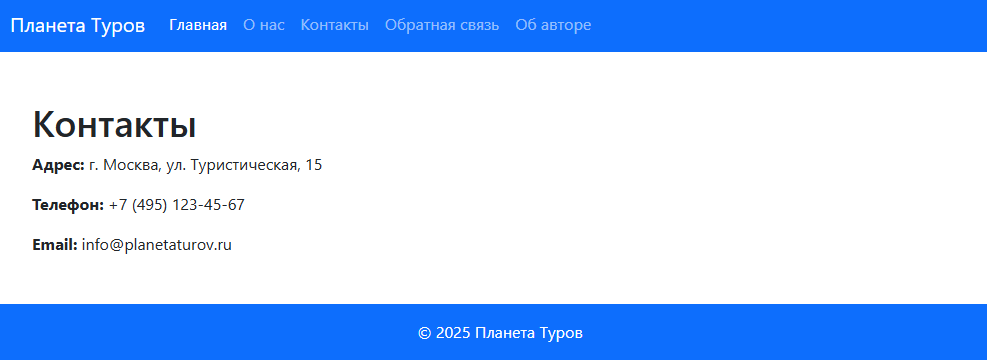 Планета Туров Главная О нас Контакты Обратная связь Об авторе
Контакты
Адрес: г. Москва, ул. Туристическая, 15
Телефон: +7 (495) 123-45-67
Email: info@planetaturov.ru
© 2025 Планета Туров